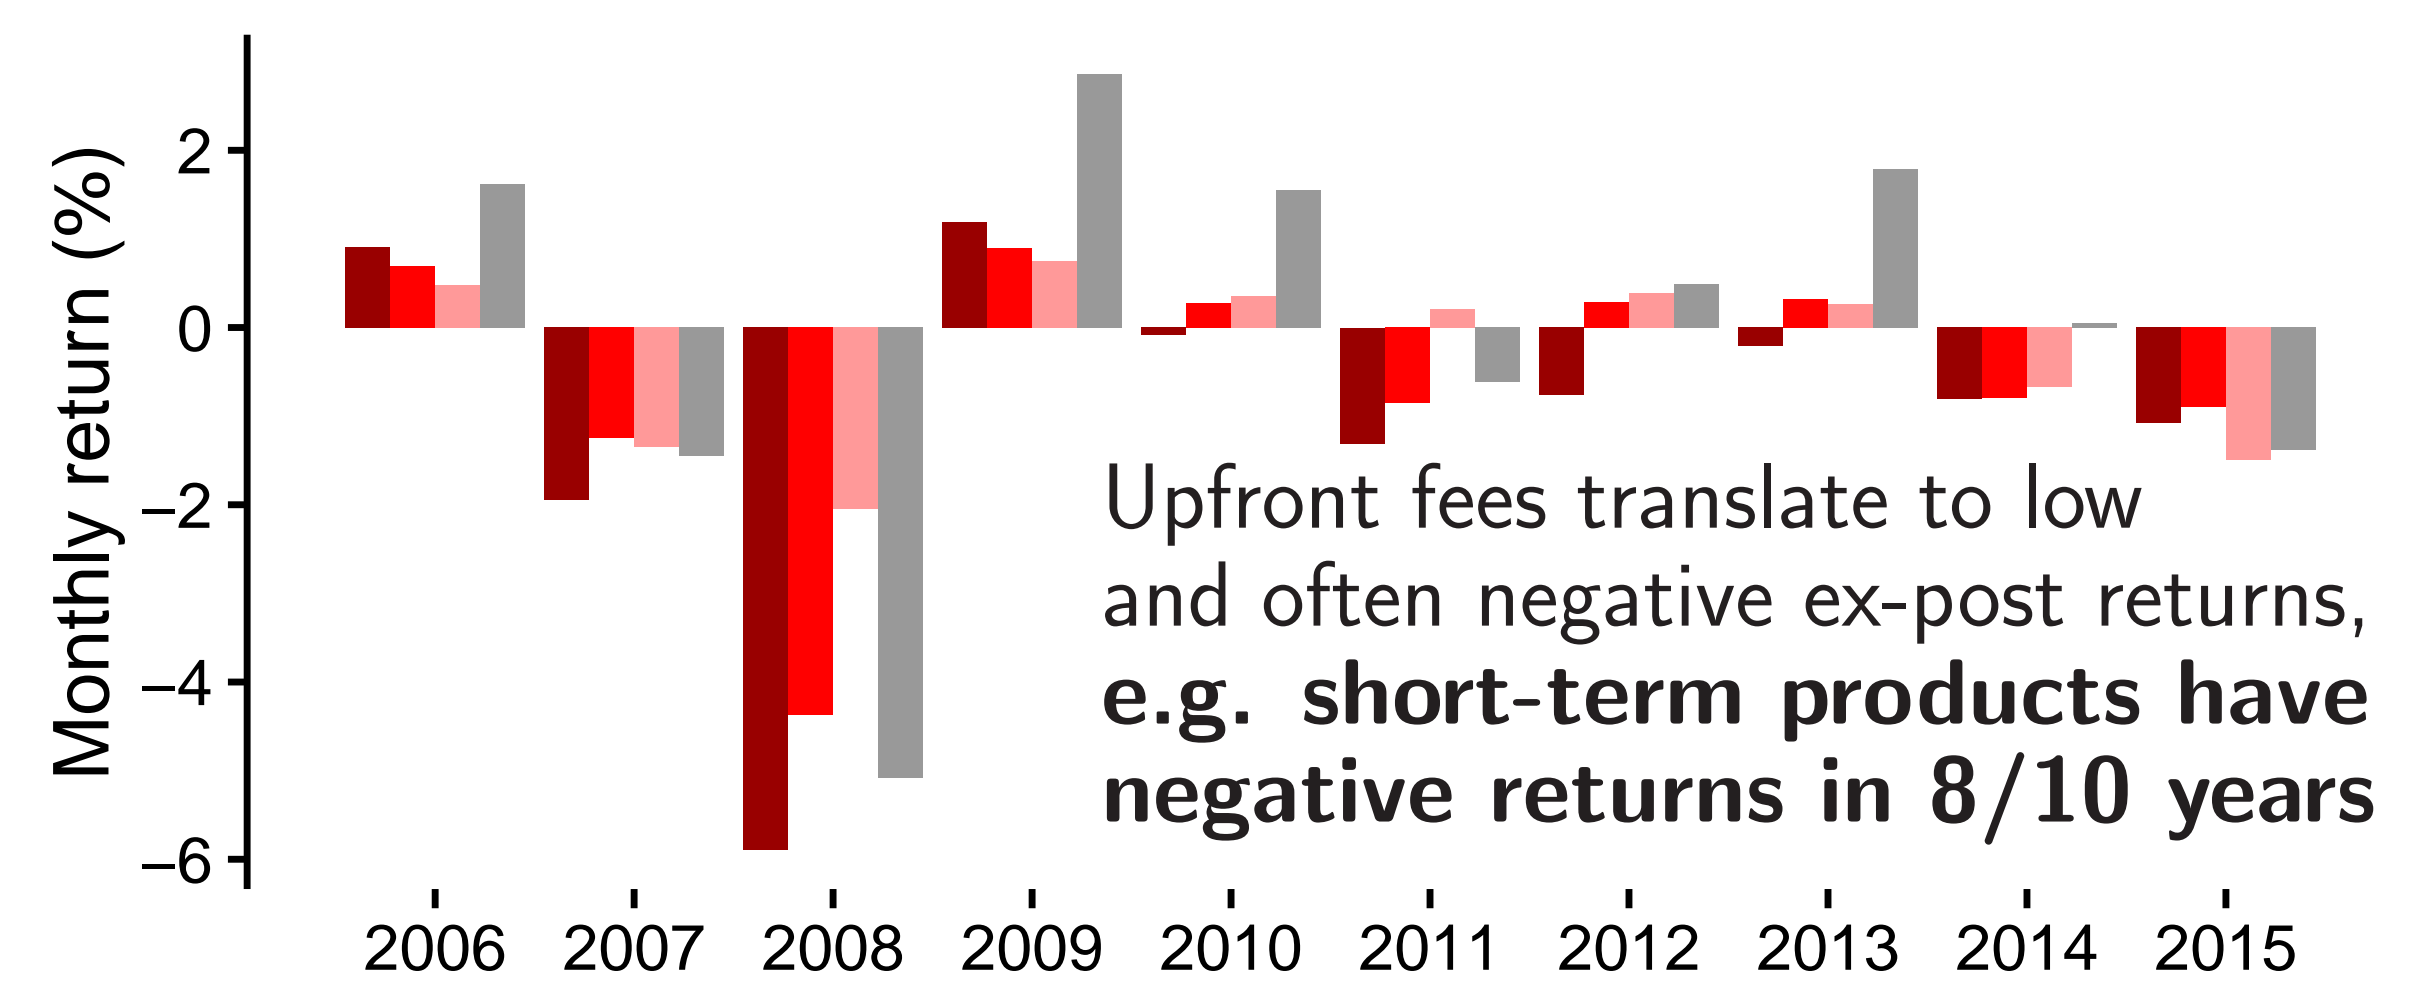 Monthly return (%)
2
0
−2
−4
−6
Upfront fees translate to low
and often negative ex-post returns,
e.g. short-term products have
negative returns in 8/10 years
2006 2007 2008 2009 2010 2011 2012 2013 2014 2015